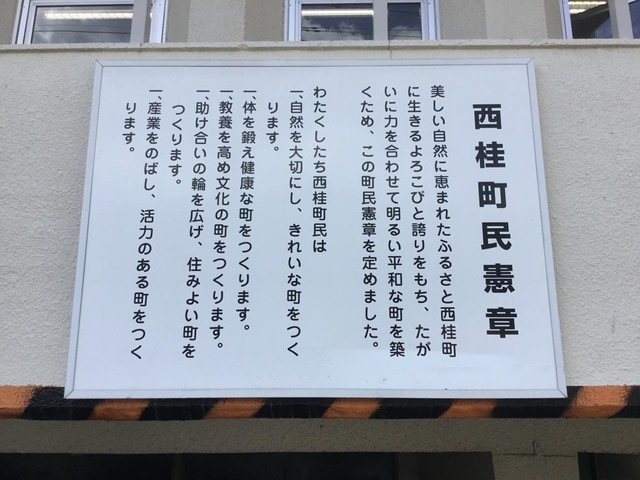 西桂町民憲章
美しい自然に恵まれたふるさと西桂町
に生きるよろこびと誇りをもち、たが
いに力を合わせて明るい平和な町を築
くため、この町民憲章を定めました。
わたくしたち西桂町民は
一、自然を大切にし、きれいな町をつく
ります。
一、体を鍛え健康な町をつくります。
一、教養を高め文化の町をつくります。
一、助け合いの輪を広げ、住みよい町を
つくります。
一、産業をのばし、活力のある町をつく
ります。